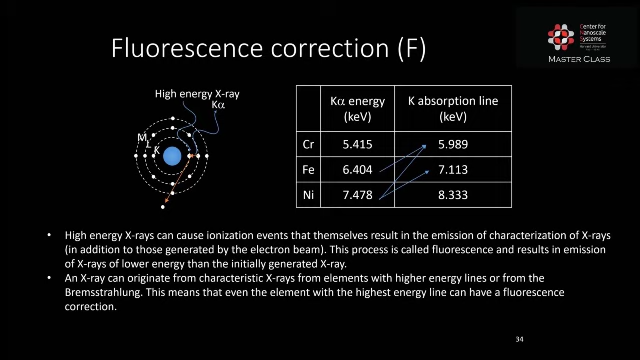 Center for
Nanoscale
Systems
Harvard University
MASTER CLASS
Fluorescence correction (F)
High energy X-ray
Kα
M
L
K
Kα energy (keV) K absorption line (keV)
Cr 5.415 5.989
Fe 6.404 7.113
Ni 7.478 8.333
• High energy X-rays can cause ionization events that themselves result in the emission of characterization of X-rays
(in addition to those generated by the electron beam). This process is called fluorescence and results in emission
of X-rays of lower energy than the initially generated X-ray.
• An X-ray can originate from characteristic X-rays from elements with higher energy lines or from the
Bremsstrahlung. This means that even the element with the highest energy line can have a fluorescence
correction.
34